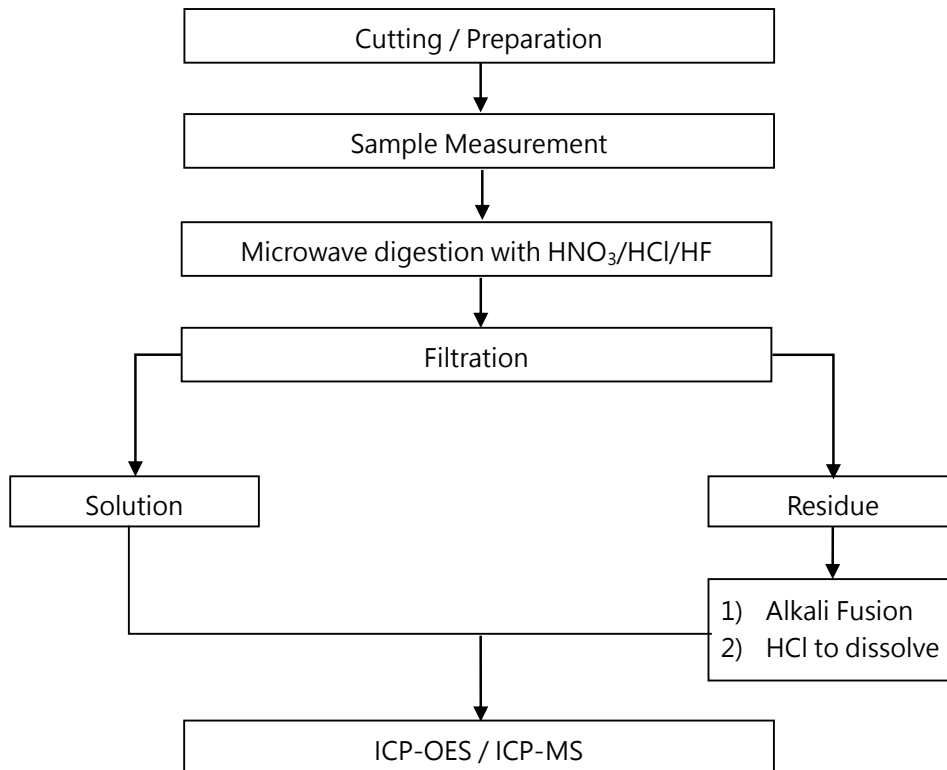 Cutting / Preparation
Sample Measurement
Microwave digestion with HNO₃/HCl/HF
Filtration
Solution
Residue
1) Alkali Fusion
2) HCl to dissolve
ICP-OES / ICP-MS